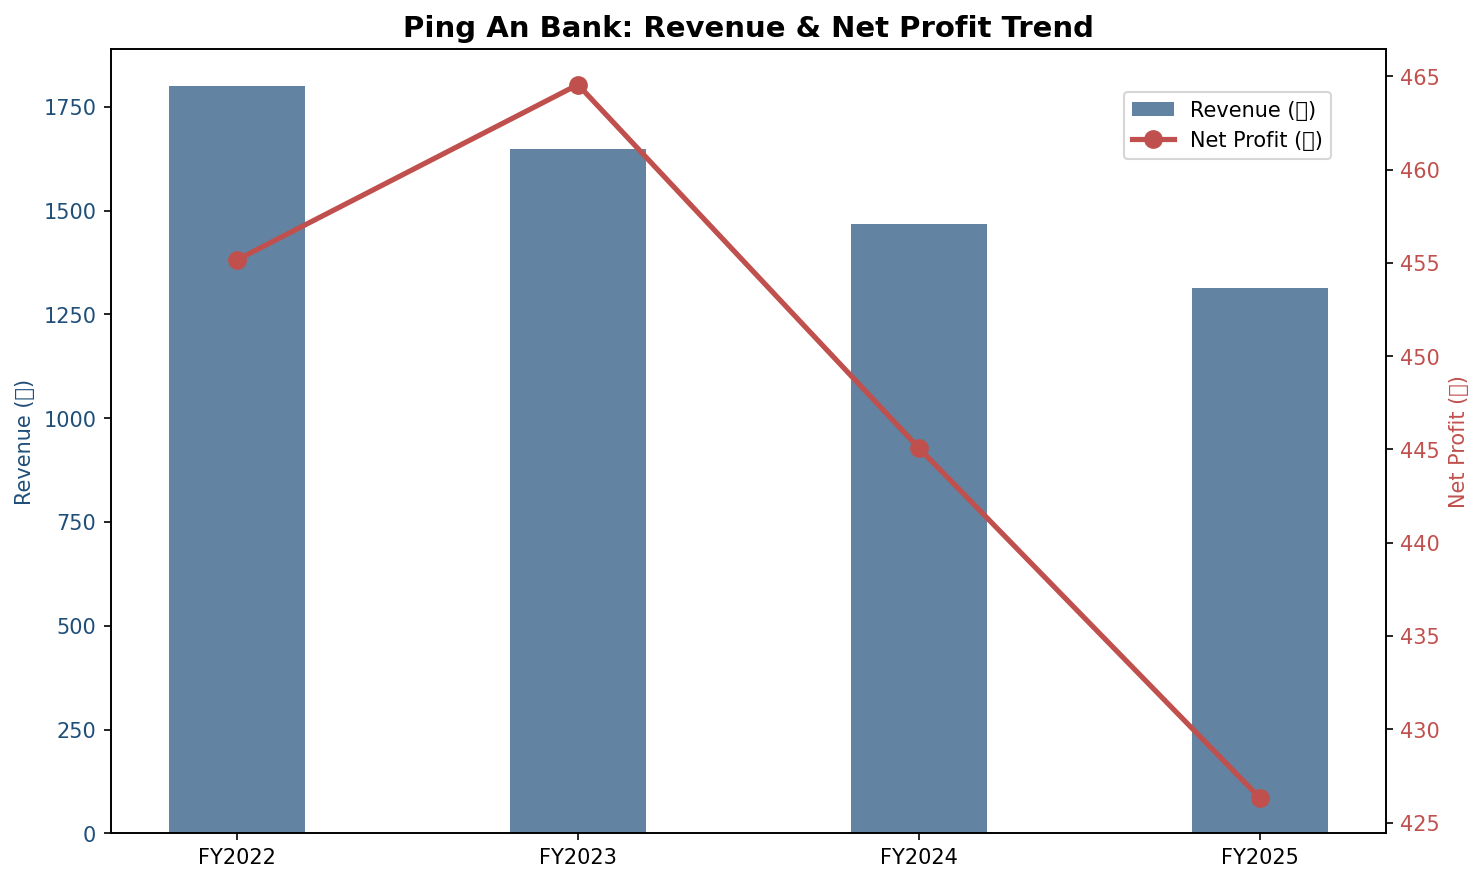 Ping An Bank: Revenue & Net Profit Trend
Revenue (▯)
Net Profit (▯)
1750
1500
1250
1000
750
500
250
0
Revenue (▯)
465
460
455
450
445
440
435
430
425
Net Profit (▯)
FY2022
FY2023
FY2024
FY2025